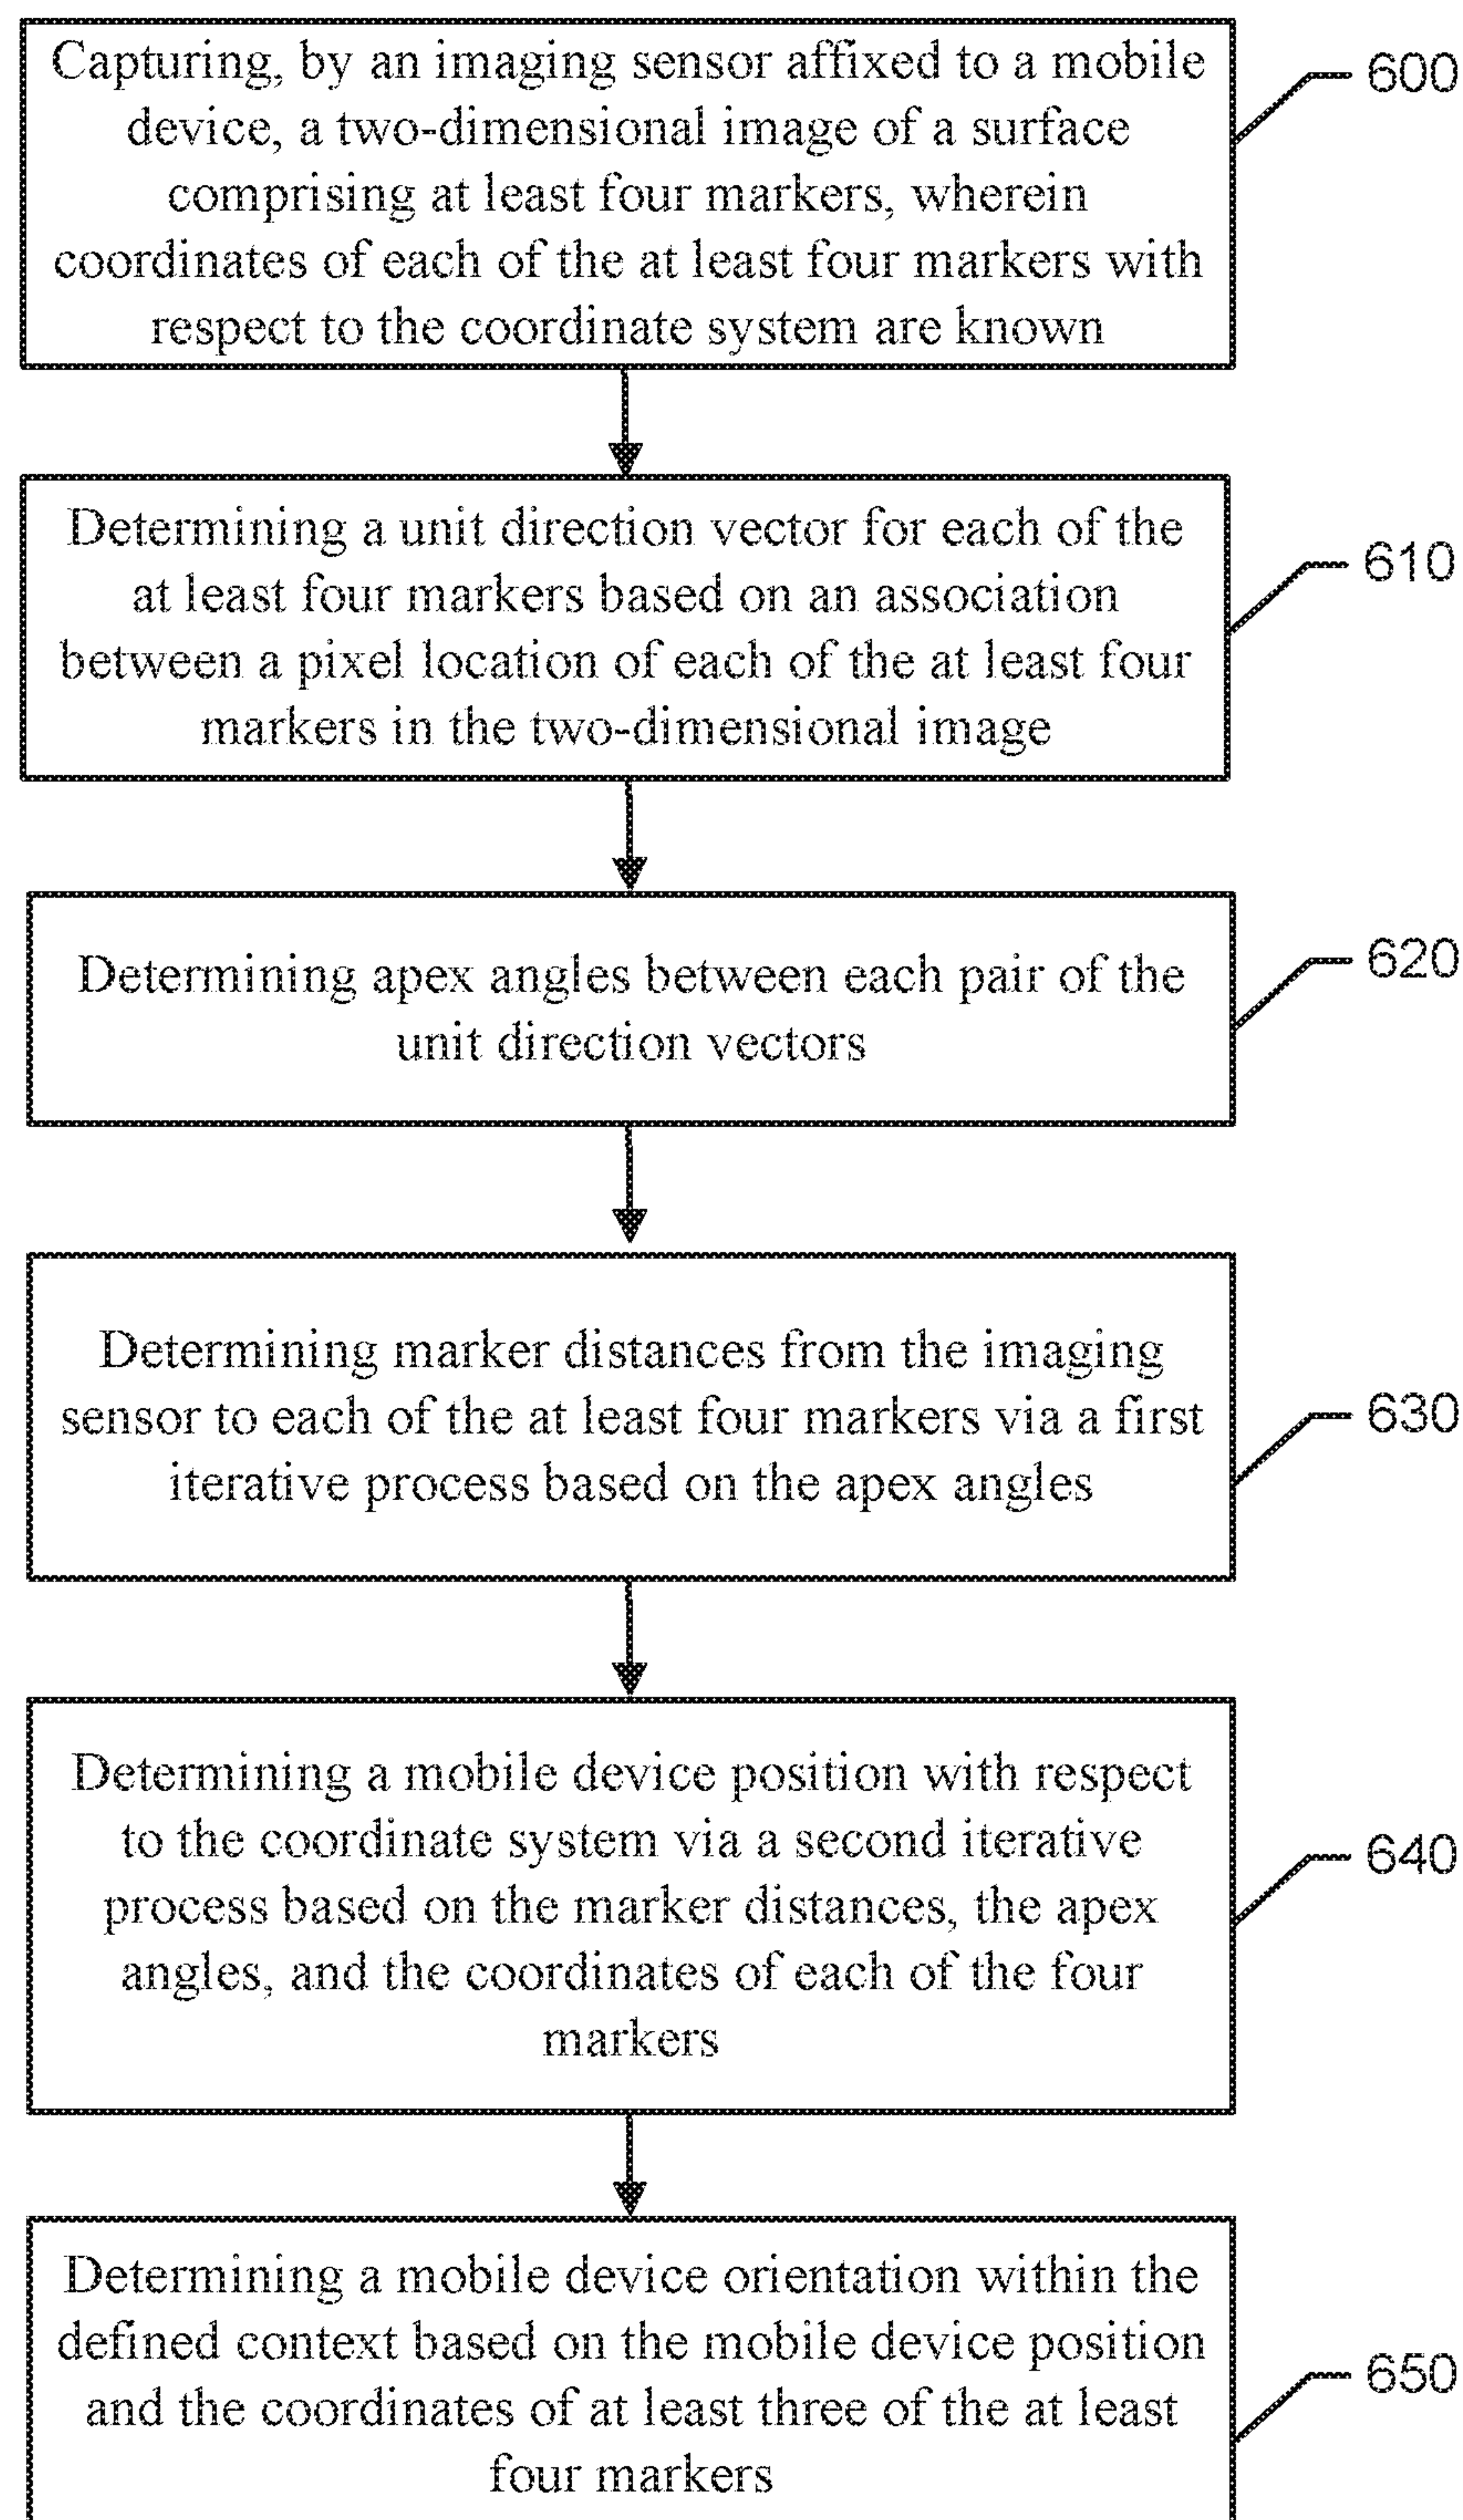 Capturing, by an imaging sensor affixed to a mobile
device, a two-dimensional image of a surface
comprising at least four markers, wherein
coordinates of each of the at least four markers with
respect to the coordinate system are known
600
Determining a unit direction vector for each of the
at least four markers based on an association
between a pixel location of each of the at least four
markers in the two-dimensional image
610
Determining apex angles between each pair of the
unit direction vectors
620
Determining marker distances from the imaging
sensor to each of the at least four markers via a first
iterative process based on the apex angles
630
Determining a mobile device position with respect
to the coordinate system via a second iterative
process based on the marker distances, the apex
angles, and the coordinates of each of the four
markers
640
Determining a mobile device orientation within the
defined context based on the mobile device position
and the coordinates of at least three of the at least
four markers
650